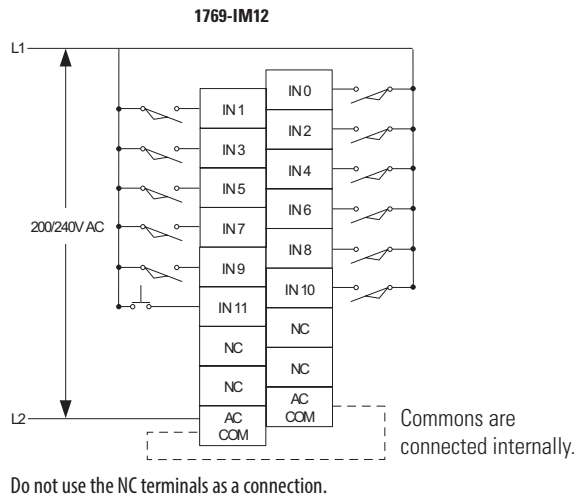 1769-IM12
L1
IN 0
IN 1
IN 2
IN 3
IN 4
IN 5
IN 6
200/240V AC
IN 7
IN 8
IN 9
IN 10
IN 11
NC
NC
NC
NC
AC
COM
L2
AC
COM
Commons are
connected internally.
Do not use the NC terminals as a connection.